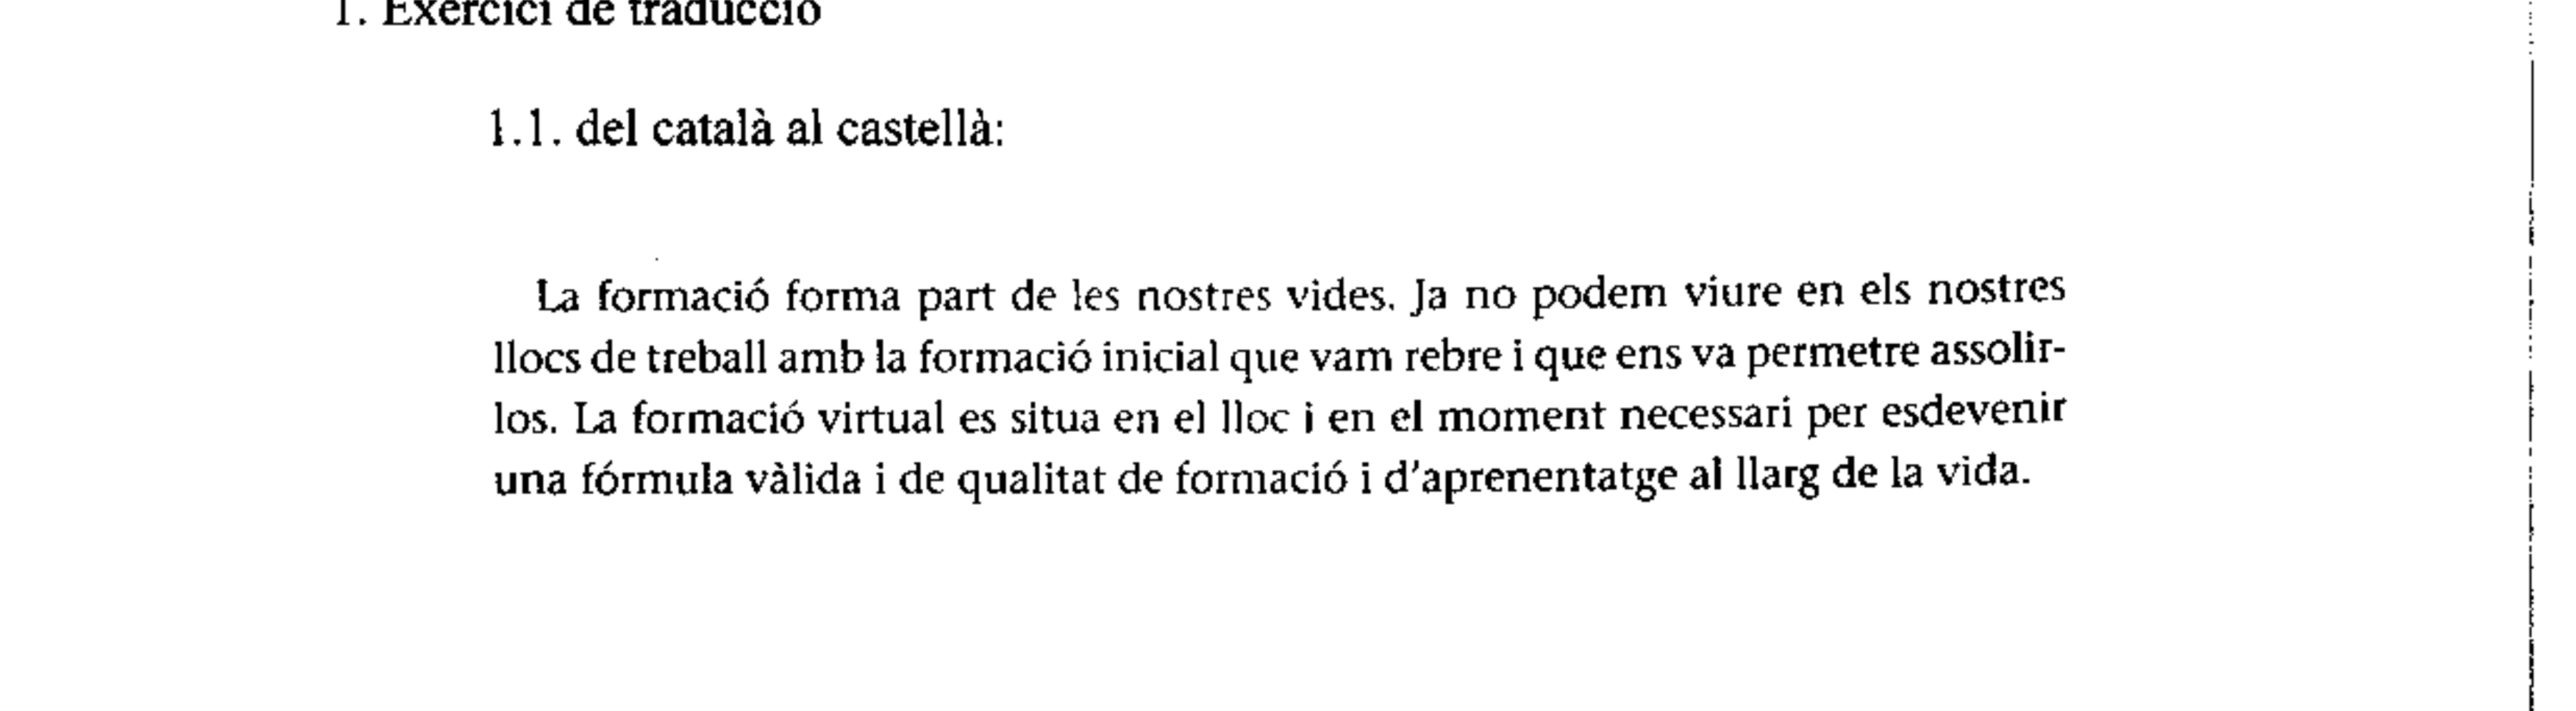 1. Exercici de traducció
1.1. del català al castellà:
La formació forma part de les nostres vides. Ja no podem viure en els nostres
llocs de treball amb la formació inicial que vam rebre i que ens va permetre assolir-
los. La formació virtual es situa en el lloc i en el moment necessari per esdevenir
una fórmula vàlida i de qualitat de formació i d'aprenentatge al llarg de la vida.